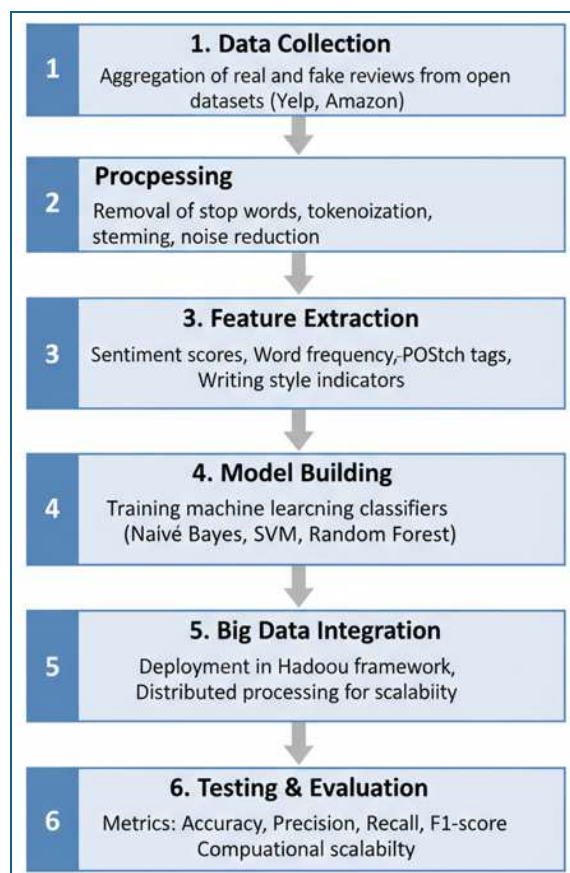 1
1. Data Collection
Aggregation of real and fake reviews from open
datasets (Yelp, Amazon)
2
Procpessing
Removal of stop words, tokenoization,
stemming, noise reduction
3
3. Feature Extraction
Sentiment scores, Word frequency,-POStch tags,
Writing style indicators
4
4. Model Building
Training machine learcning classifiers
(Naívé Bayes, SVM, Random Forest)
5
5. Big Data Integration
Deployment in Hadoou framework,
Distributed processing for scalabiity
6
6. Testing & Evaluation
Metrics: Accuracy, Precision, Recall, F1-score
Compuational scalabilty